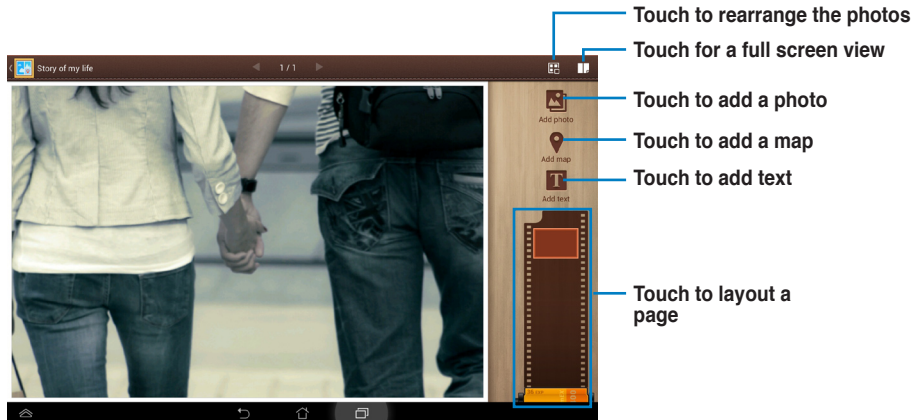 Touch to rearrange the photos
Touch for a full screen view
Story of my life
1 / 1
Touch to add a photo
Add photo
Touch to add a map
Add map
Touch to add text
Add text
Touch to layout a
page